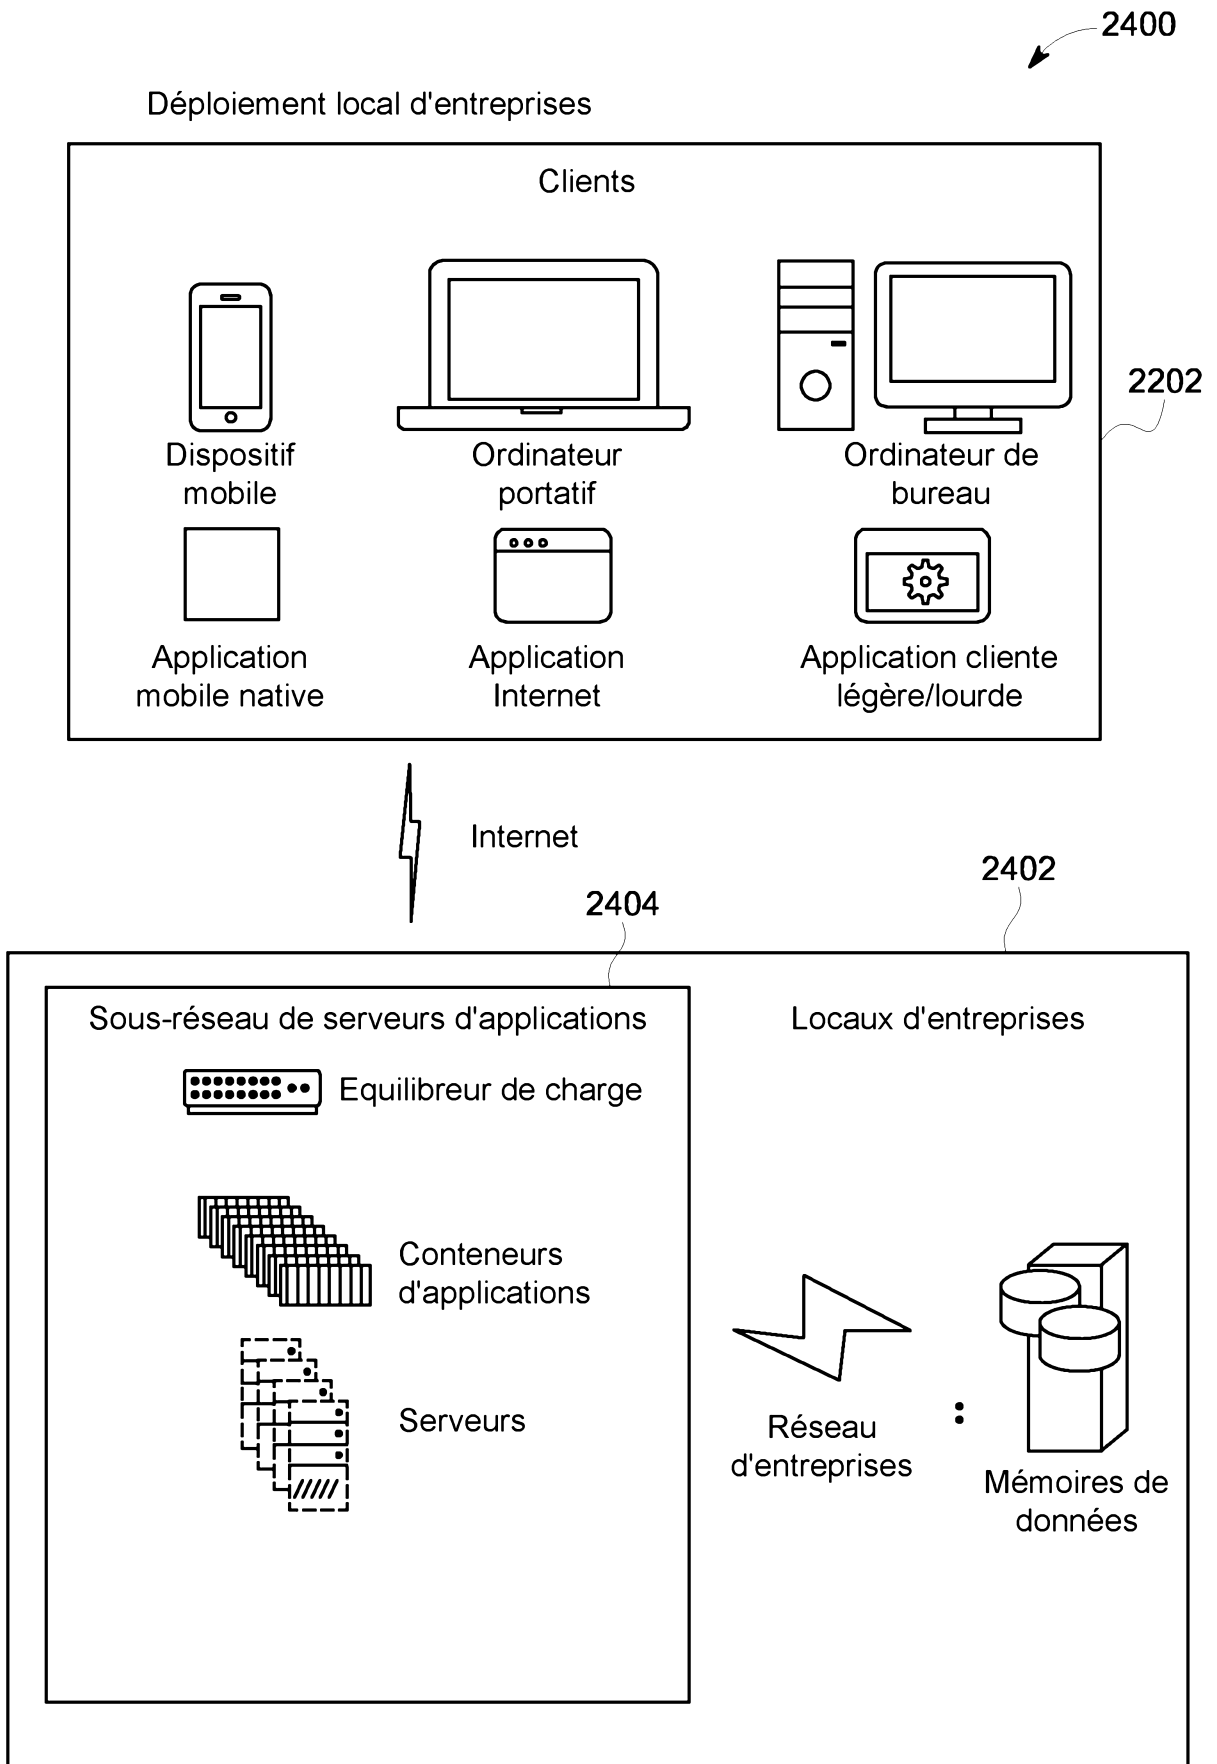 2400
Déploiement local d'entreprises
Clients
2202
Dispositif
mobile
Ordinateur
portatif
Ordinateur de
bureau
Application
mobile native
Application
Internet
Application cliente
légère/lourde
Internet
2404
2402
Sous-réseau de serveurs d'applications
Locaux d'entreprises
Equilibreur de charge
Conteneurs
d'applications
Serveurs
Réseau
d'entreprises
:
Mémoires de
données